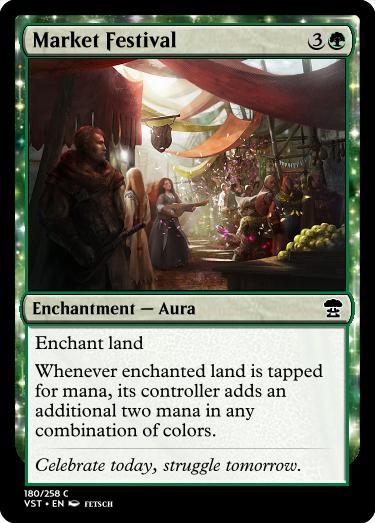 Market Festival 3
Enchantment — Aura
Enchant land
Whenever enchanted land is tapped
for mana, its controller adds an
additional two mana in any
combination of colors.
Celebrate today, struggle tomorrow.
180/258 C
VST • EN FETSCH